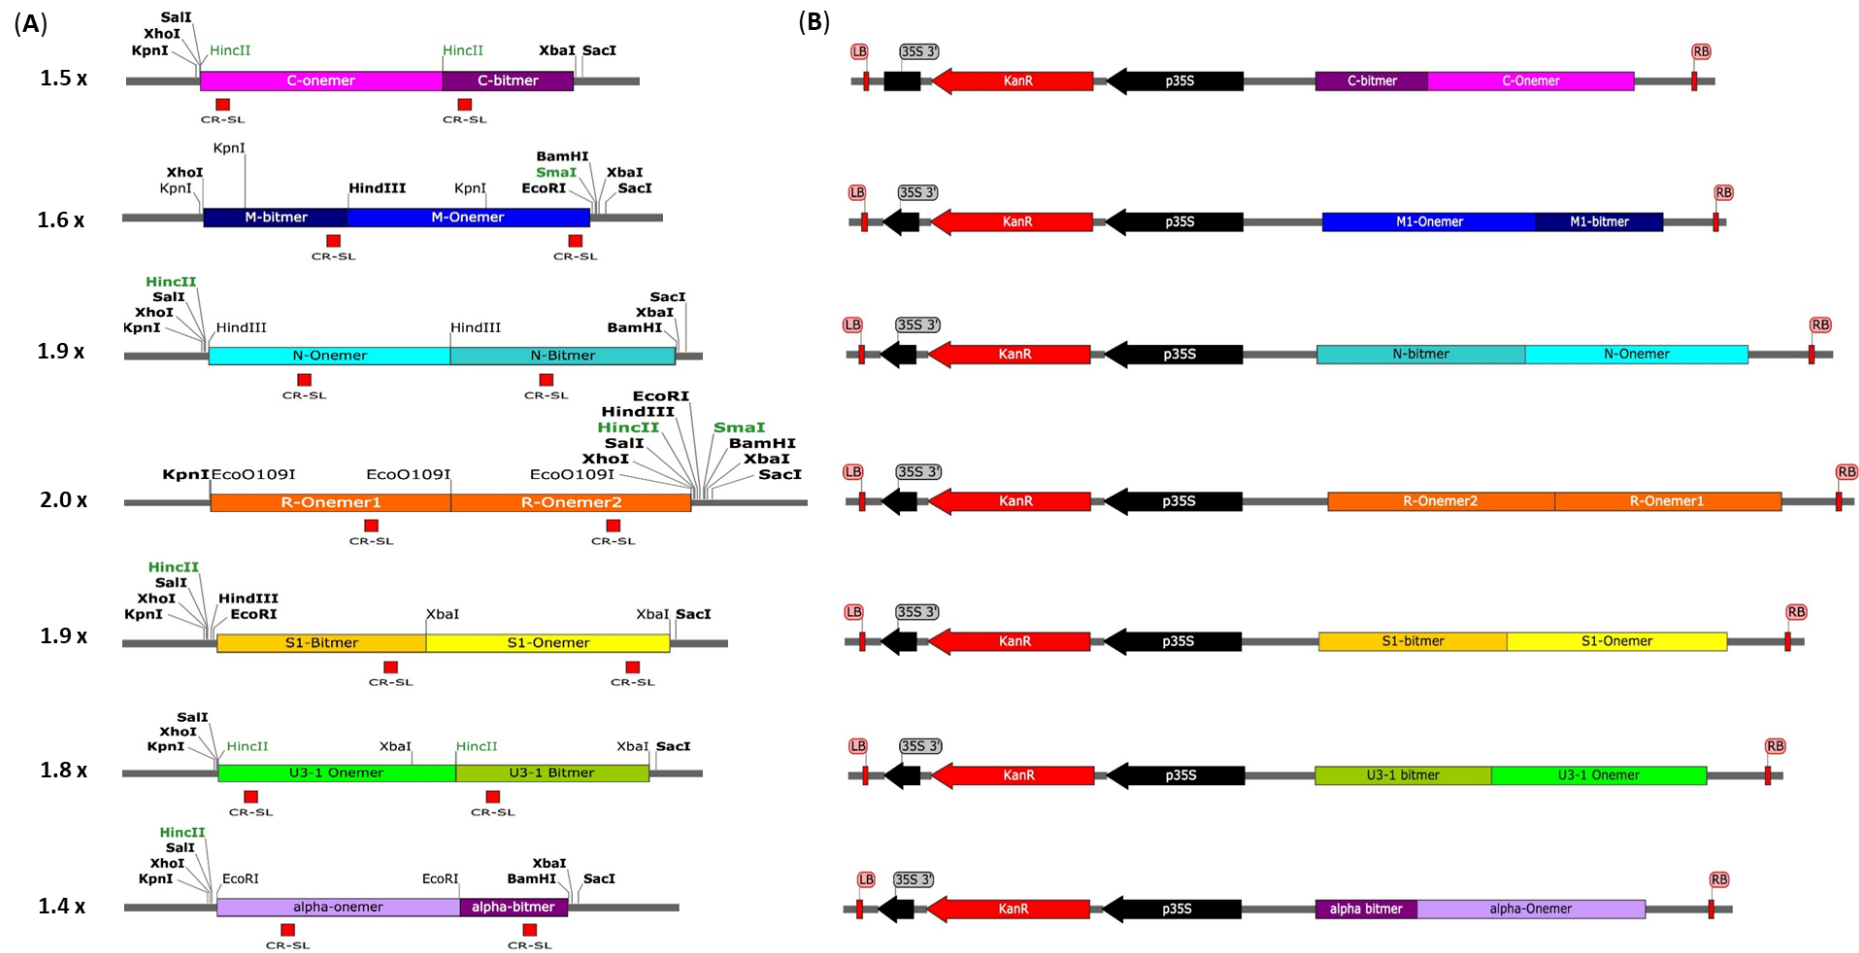 (A)
SalI
XhoI
KpnI HincII HincII XbaI SacI
1.5 x C-onemer C-bitmer
CR-SL CR-SL
KpnI BamHI
XhoI SmaI XbaI
KpnI HindIII KpnI EcoRI SacI
1.6 x M-bitmer M-Onemer
CR-SL CR-SL
HincII
SalI SacI
XhoI XbaI
KpnI HindIII HindIII BamHI
1.9 x N-Onemer N-Bitmer
CR-SL CR-SL
EcoRI
HindIII
HincII SmaI
SalI BamHI
XhoI XbaI
KpnI EcoO109I EcoO109I EcoO109I SacI
2.0 x R-Onemer1 R-Onemer2
CR-SL CR-SL
HincII
SalI
XhoI HindIII
KpnI EcoRI XbaI XbaI SacI
1.9 x S1-Bitmer S1-Onemer
CR-SL CR-SL
SalI
XhoI
KpnI HincII XbaI HincII XbaI SacI
1.8 x U3-1 Onemer U3-1 Bitmer
CR-SL CR-SL
HincII
SalI
XhoI XbaI
KpnI EcoRI EcoRI BamHI SacI
1.4 x alpha-onemer alpha-bitmer
CR-SL CR-SL
(B)
LB 35S 3' RB
KanR p35S C-bitmer C-Onemer
LB 35S 3' RB
KanR p35S M1-Onemer M1-bitmer
LB 35S 3' RB
KanR p35S N-bitmer N-Onemer
LB 35S 3' RB
KanR p35S R-Onemer2 R-Onemer1
LB 35S 3' RB
KanR p35S S1-bitmer S1-Onemer
LB 35S 3' RB
KanR p35S U3-1 bitmer U3-1 Onemer
LB 35S 3' RB
KanR p35S alpha bitmer alpha-Onemer